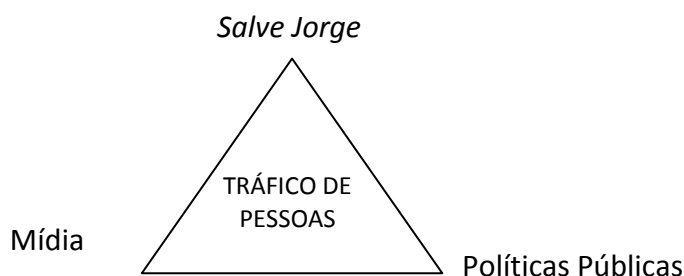 Salve Jorge
TRÁFICO DE
PESSOAS
Mídia
Políticas Públicas